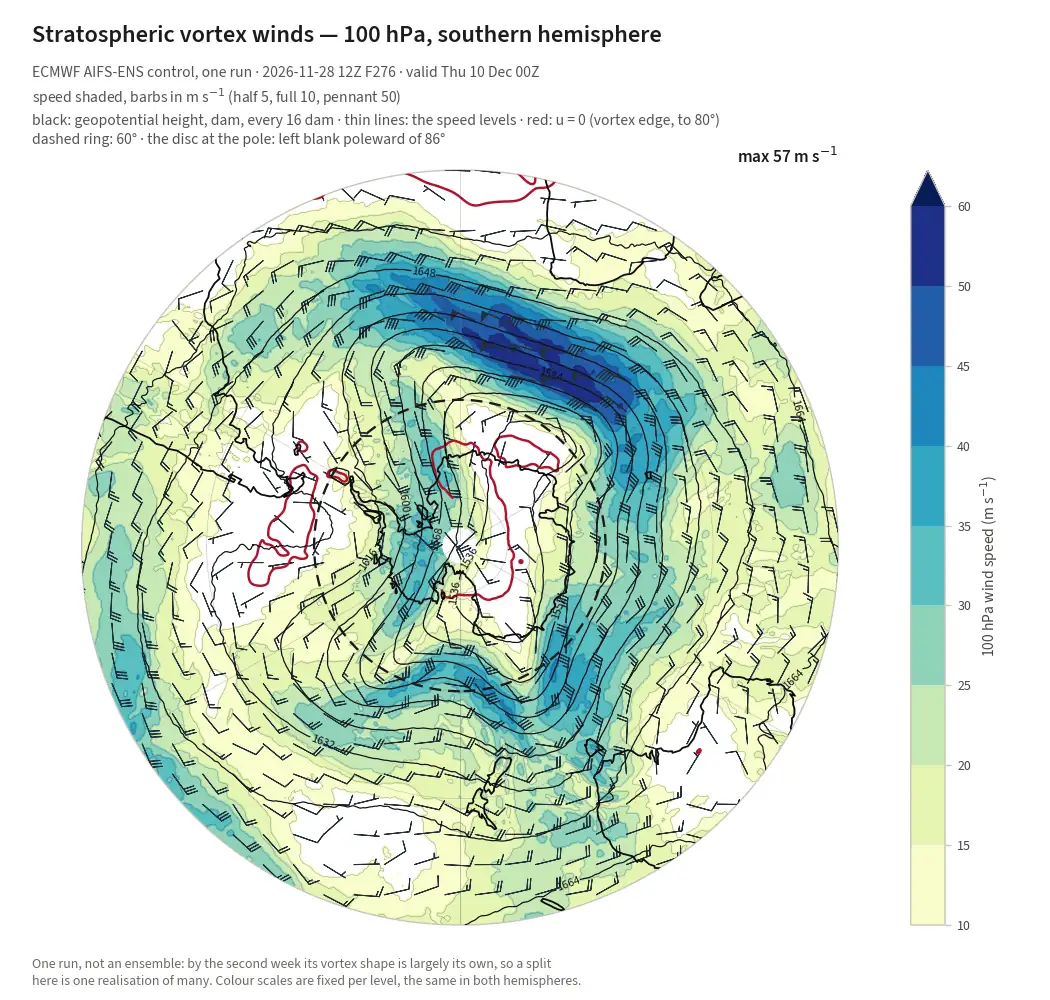 Stratospheric vortex winds — 100 hPa, southern hemisphere
ECMWF AIFS-ENS control, one run · 2026-11-28 12Z F276 · valid Thu 10 Dec 00Z
speed shaded, barbs in m s⁻¹ (half 5, full 10, pennant 50)
black: geopotential height, dam, every 16 dam · thin lines: the speed levels · red: u = 0 (vortex edge, to 80°)
dashed ring: 60° · the disc at the pole: left blank poleward of 86°
max 57 m s⁻¹
60
50
45
40
35
30
25
20
15
10
100 hPa wind speed (m s⁻¹)
1648
1584
1600
1568
1536
1536
1616
1632
1664
1664
One run, not an ensemble: by the second week its vortex shape is largely its own, so a split
here is one realisation of many. Colour scales are fixed per level, the same in both hemispheres.